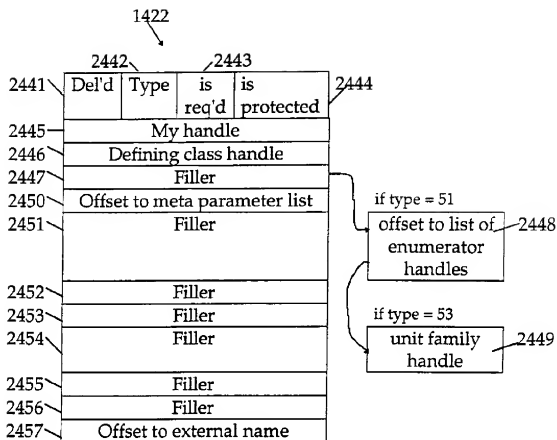 1422
2442 2443
2441 Del'd Type is req'd is protected 2444
2445 My handle
2446 Defining class handle
2447 Filler
if type = 51
2450 Offset to meta parameter list
2451 Filler
offset to list of 2448
enumerator
handles
2452 Filler
2453 Filler
if type = 53
2454 Filler
unit family 2449
handle
2455 Filler
2456 Filler
2457 Offset to external name